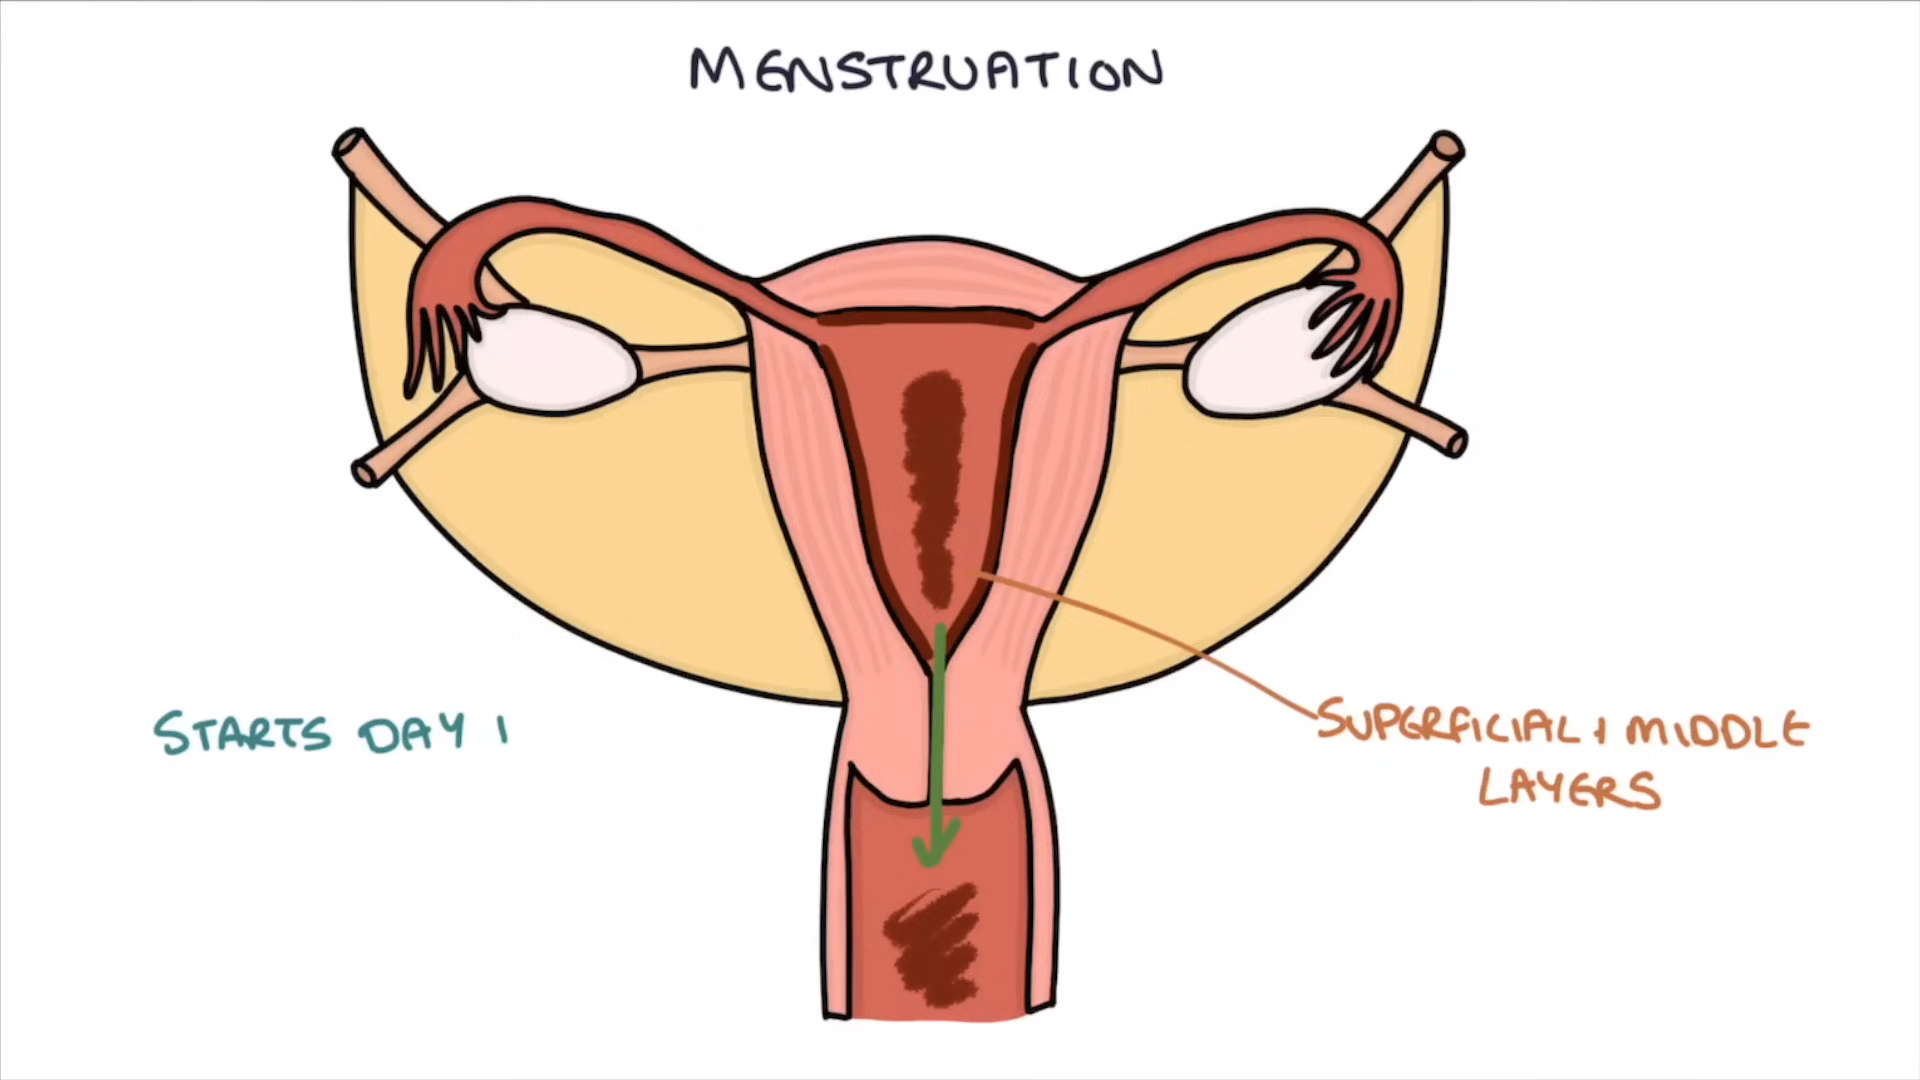 MENSTRUATION
STARTS DAY 1
SUPERFICIAL + MIDDLE
LAYERS